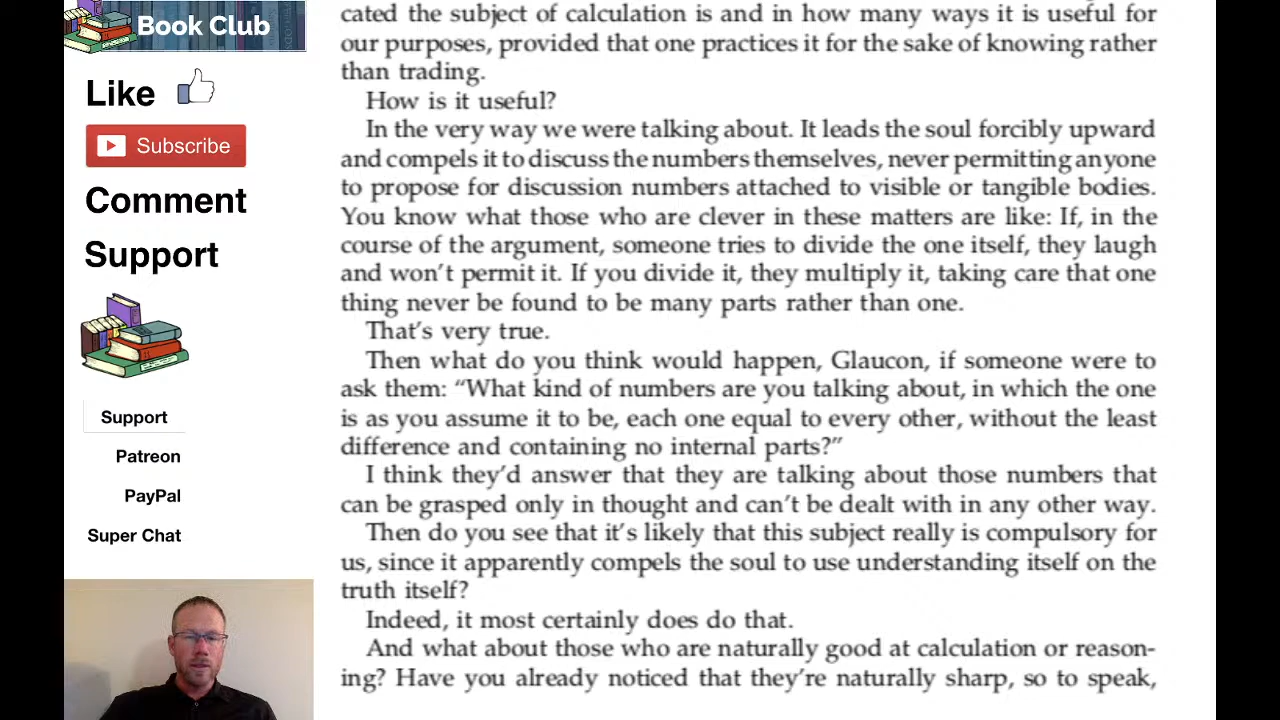 Book Club
Like
Subscribe
Comment
Support
Support
Patreon
PayPal
Super Chat
cated the subject of calculation is and in how many ways it is useful for
our purposes, provided that one practices it for the sake of knowing rather
than trading.
How is it useful?
In the very way we were talking about. It leads the soul forcibly upward
and compels it to discuss the numbers themselves, never permitting anyone
to propose for discussion numbers attached to visible or tangible bodies.
You know what those who are clever in these matters are like: If, in the
course of the argument, someone tries to divide the one itself, they laugh
and won't permit it. If you divide it, they multiply it, taking care that one
thing never be found to be many parts rather than one.
That's very true.
Then what do you think would happen, Glaucon, if someone were to
ask them: “What kind of numbers are you talking about, in which the one
is as you assume it to be, each one equal to every other, without the least
difference and containing no internal parts?”
I think they'd answer that they are talking about those numbers that
can be grasped only in thought and can't be dealt with in any other way.
Then do you see that it's likely that this subject really is compulsory for
us, since it apparently compels the soul to use understanding itself on the
truth itself?
Indeed, it most certainly does do that.
And what about those who are naturally good at calculation or reason-
ing? Have you already noticed that they're naturally sharp, so to speak,